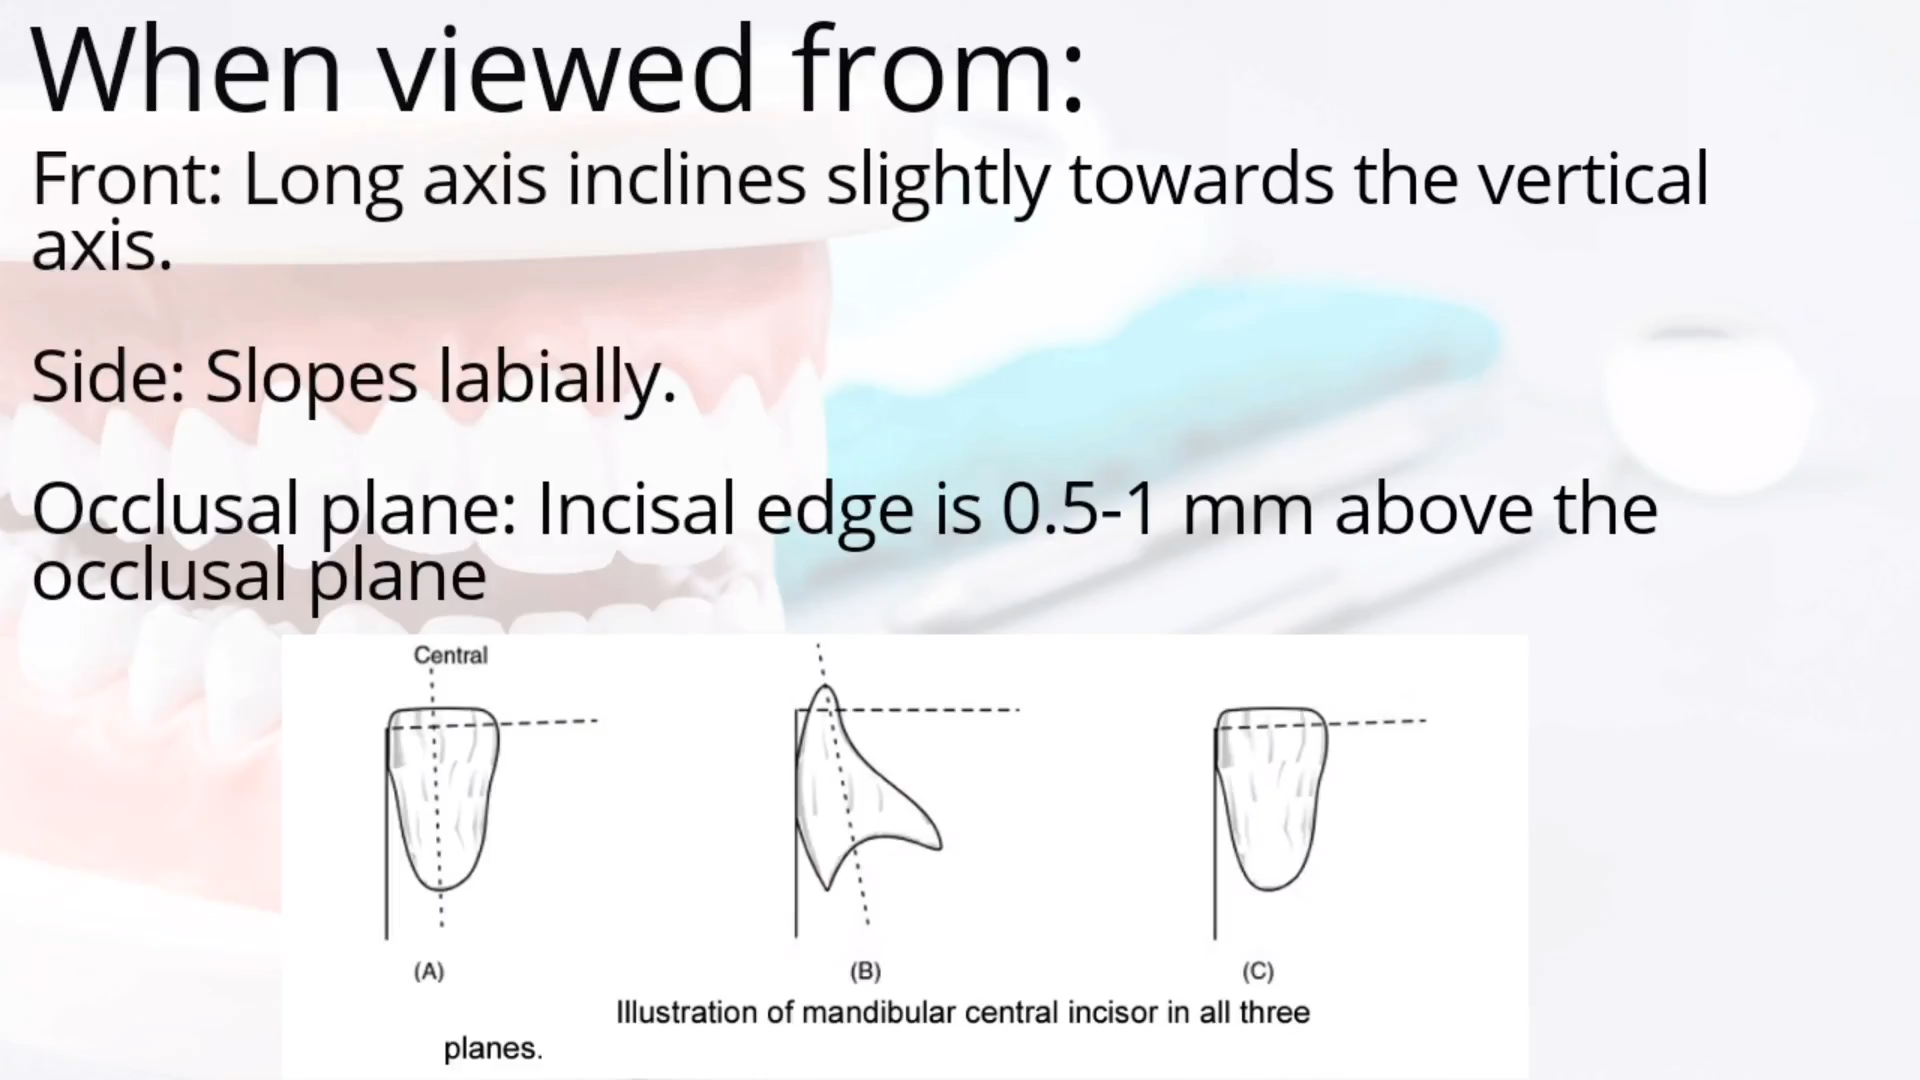 When viewed from:
Front: Long axis inclines slightly towards the vertical
axis.
Side: Slopes labially.
Occlusal plane: Incisal edge is 0.5-1 mm above the
occlusal plane
Central
(A)
(B)
(C)
Illustration of mandibular central incisor in all three
planes.